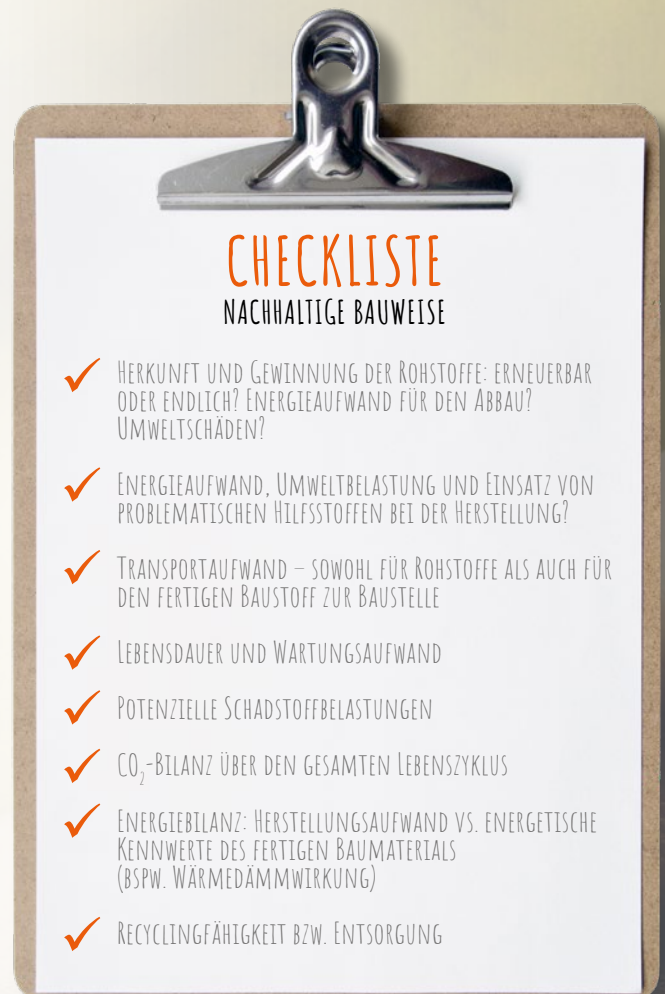 CHECKLISTE
NACHHALTIGE BAUWEISE
HERKUNFT UND GEWINNUNG DER ROHSTOFFE: ERNEUERBAR
ODER ENDLICH? ENERGIEAUFWAND FÜR DEN ABBAU?
UMWELTSCHÄDEN?
ENERGIEAUFWAND, UMWELTBELASTUNG UND EINSATZ VON
PROBLEMATISCHEN HILFSSTOFFEN BEI DER HERSTELLUNG?
TRANSPORTAUFWAND – SOWOHL FÜR ROHSTOFFE ALS AUCH FÜR
DEN FERTIGEN BAUSTOFF ZUR BAUSTELLE
LEBENSDAUER UND WARTUNGSAUFWAND
POTENZIELLE SCHADSTOFFBELASTUNGEN
CO₂-BILANZ ÜBER DEN GESAMTEN LEBENSZYKLUS
ENERGIEBILANZ: HERSTELLUNGSAUFWAND VS. ENERGETISCHE
KENNWERTE DES FERTIGEN BAUMATERIALS
(BSPW. WÄRMEDÄMMWIRKUNG)
RECYCLINGFÄHIGKEIT BZW. ENTSORGUNG